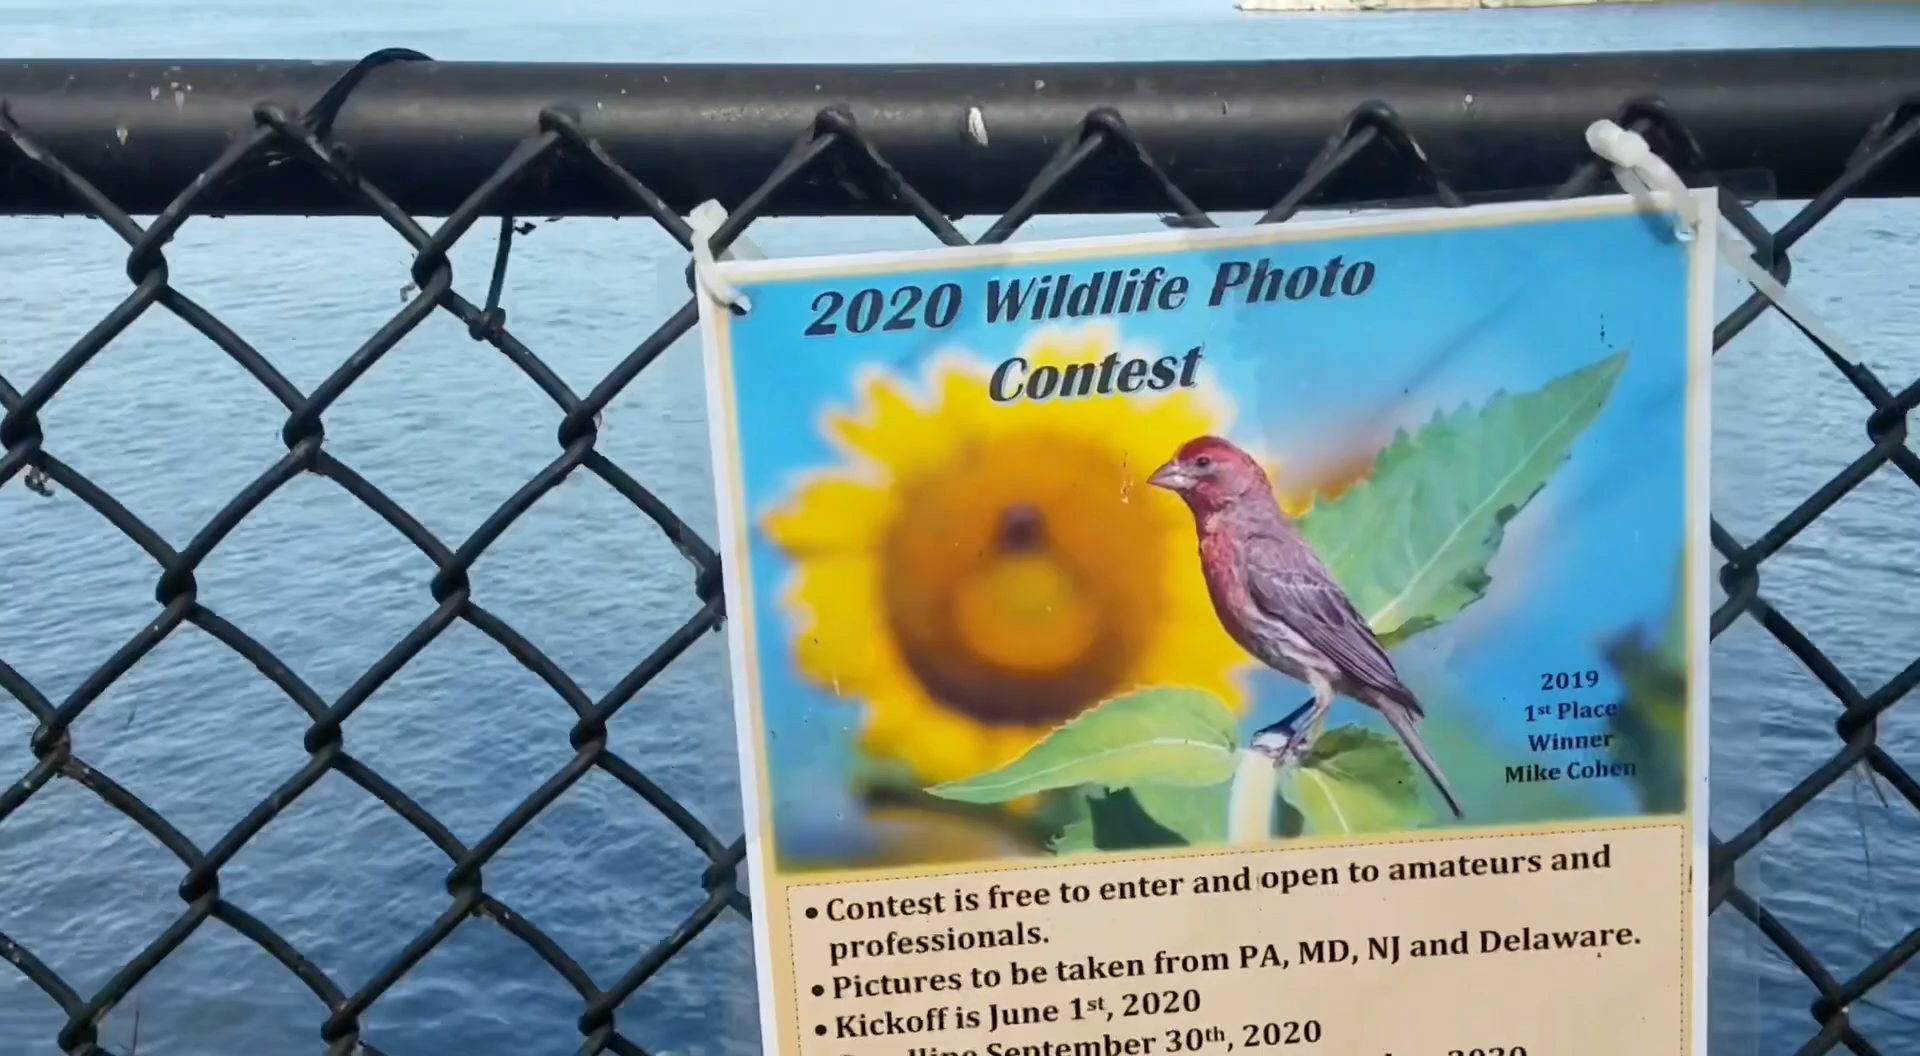 2020 Wildlife Photo
Contest
2019
1st Place
Winner
Mike Cohen
• Contest is free to enter and open to amateurs and
professionals.
• Pictures to be taken from PA, MD, NJ and Delaware.
• Kickoff is June 1st, 2020
September 30th, 2020
2020